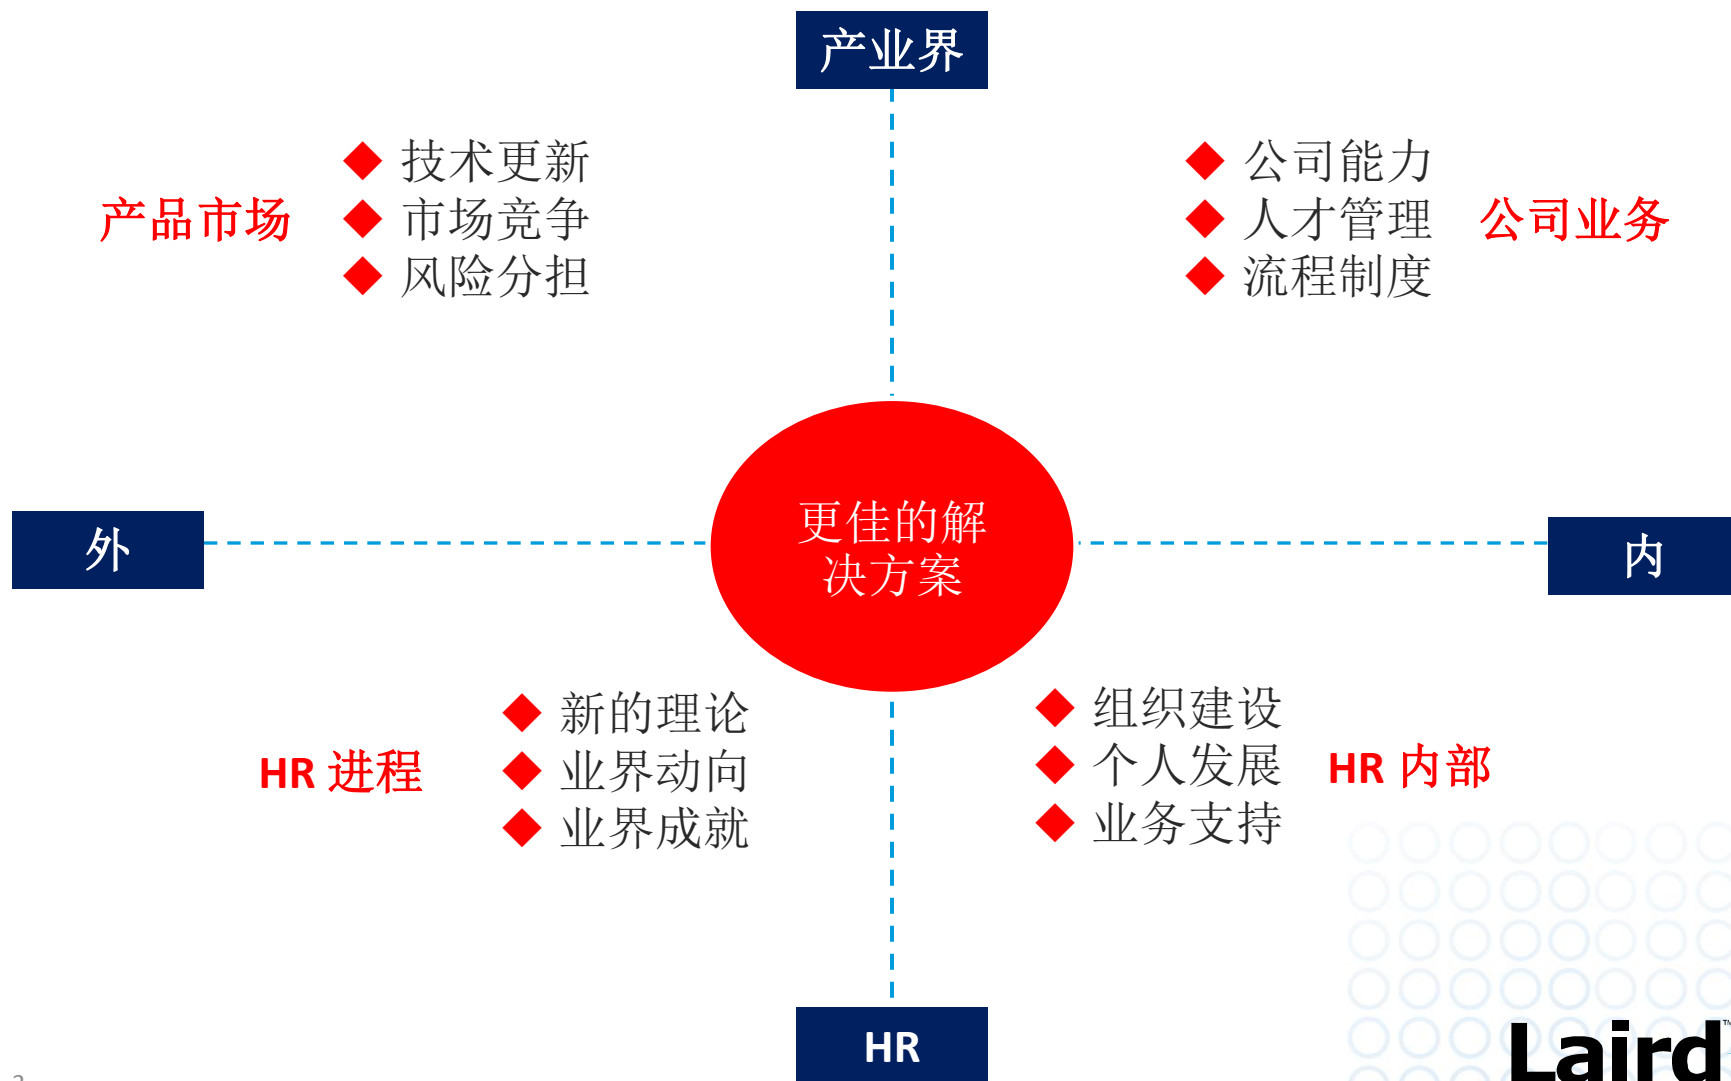 产业界
技术更新
产品市场
市场竞争
风险分担
公司能力
人才管理
公司业务
流程制度
外
更佳的解
决方案
内
新的理论
HR 进程
业界动向
业界成就
组织建设
个人发展
HR 内部
业务支持
HR
Laird™